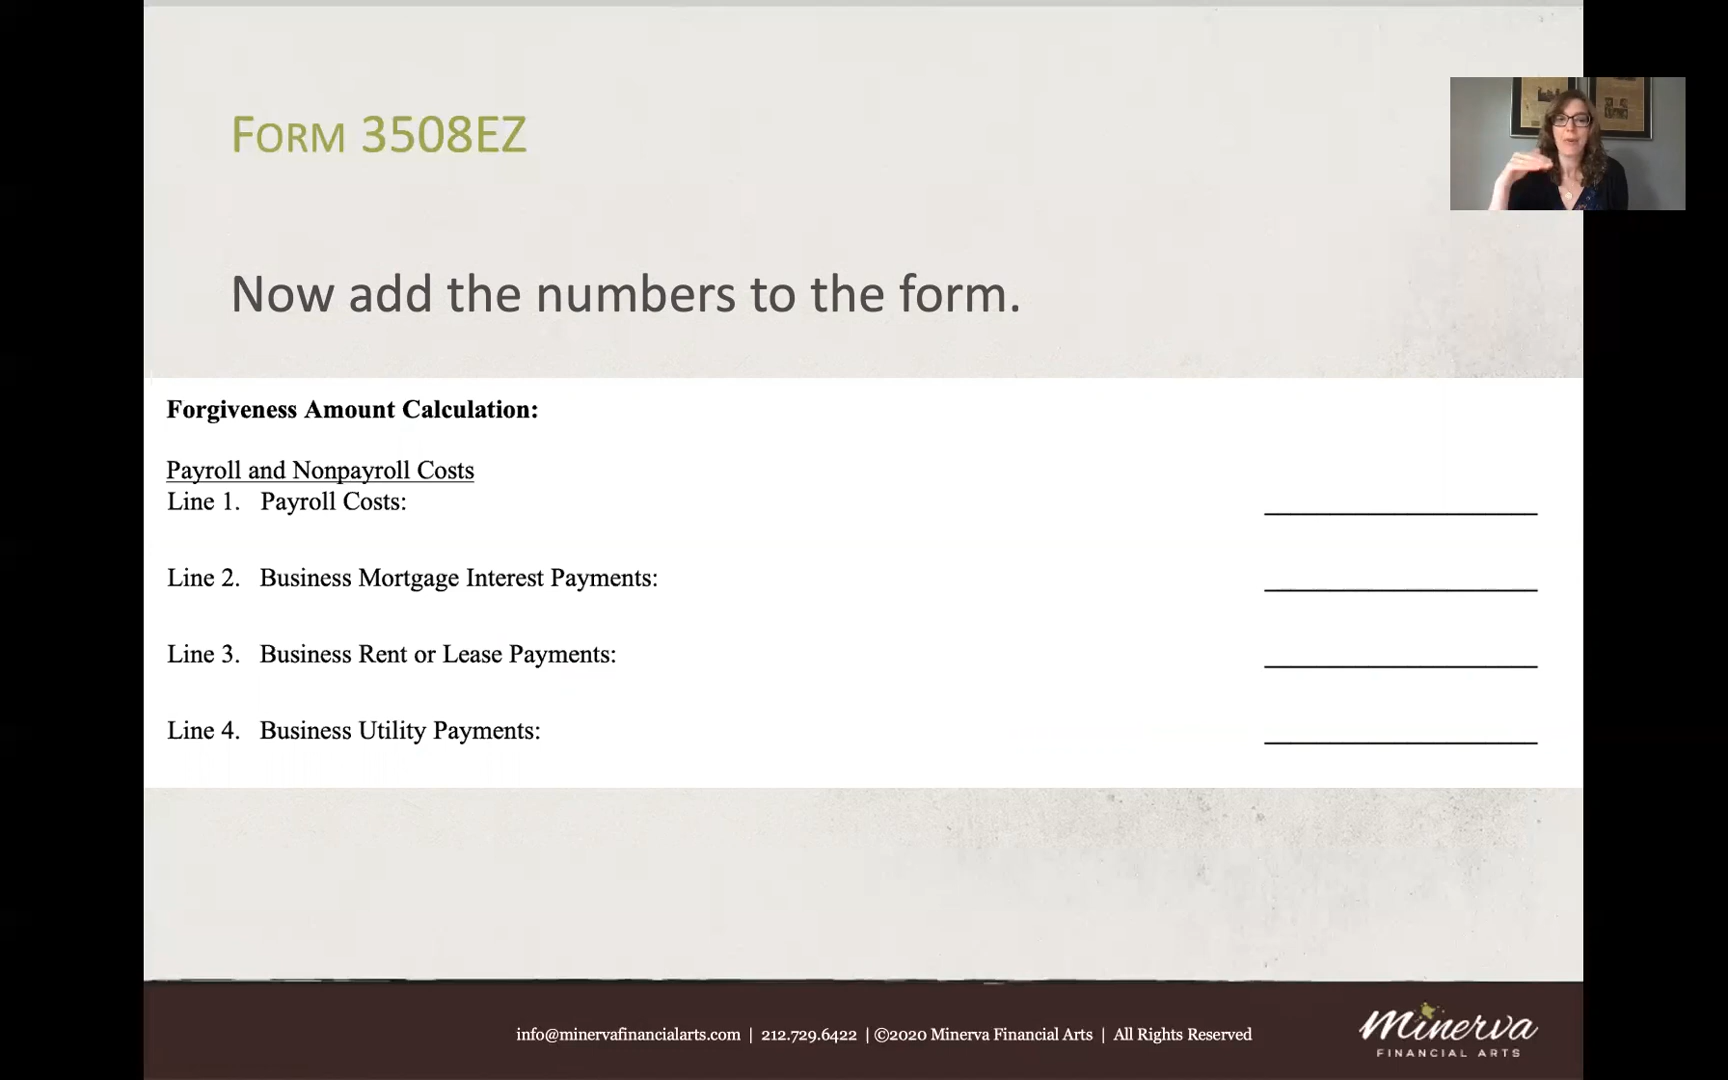 FORM 3508EZ
Now add the numbers to the form.
Forgiveness Amount Calculation:
Payroll and Nonpayroll Costs
Line 1. Payroll Costs:
Line 2. Business Mortgage Interest Payments:
Line 3. Business Rent or Lease Payments:
Line 4. Business Utility Payments:
info@minervafinancialarts.com | 212.729.6422 | ©2020 Minerva Financial Arts | All Rights Reserved
Minerva
FINANCIAL ARTS